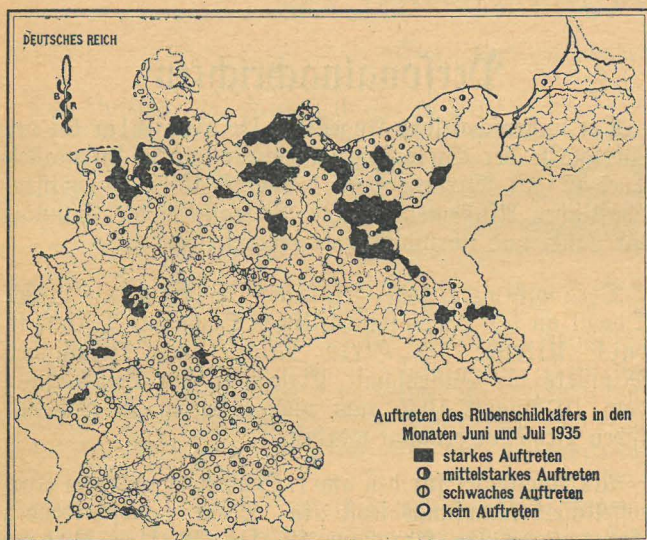 DEUTSCHES REICH
B
R
A
Auftreten des Rübenschildkäfers in den
Monaten Juni und Juli 1935
starkes Auftreten
mittelstarkes Auftreten
schwaches Auftreten
kein Auftreten